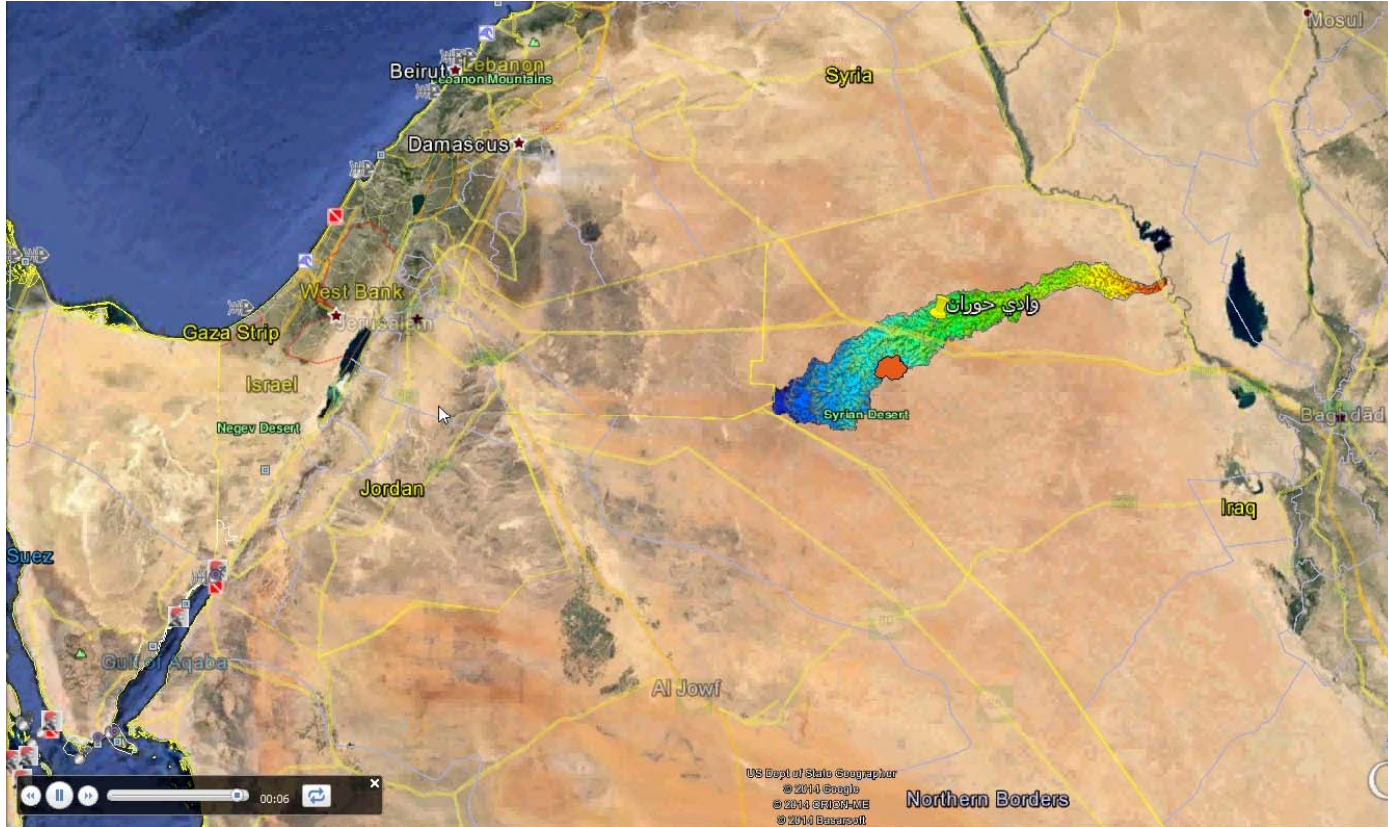 Mosul
Beirut
Lebanon
Lebanon Mountains
Syria
Damascus
وادي حوران
West Bank
Jerusalem
Gaza Strip
Israel
Syrian Desert
Baghdād
Negev Desert
Jordan
Iraq
Suez
Gulf of Aqaba
Al Jowf
US Dept of State Geographer
© 2014 Google
© 2014 ORION-ME
© 2014 Basarsoft
Northern Borders
00:06